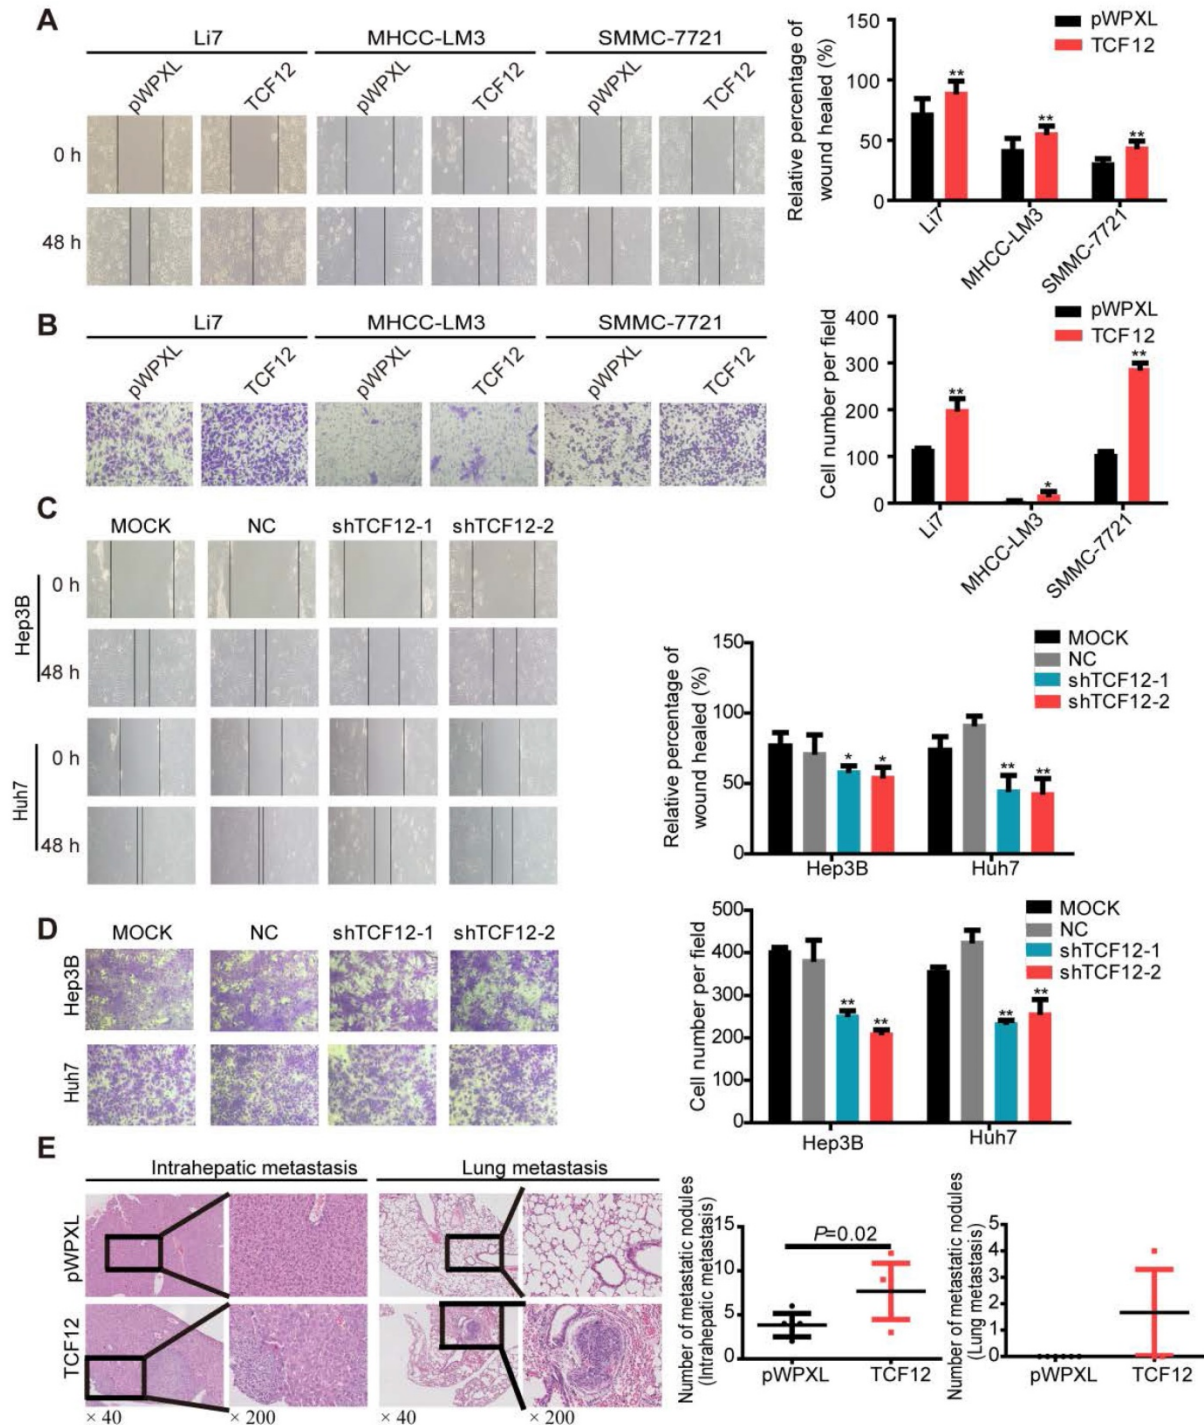 A
Li7 MHCC-LM3 SMMC-7721
pWPXL TCF12 pWPXL TCF12 pWPXL TCF12
0 h
48 h
Relative percentage of
wound healed (%)
150
100
50
0
pWPXL
TCF12
** ** **
Li7 MHCC-LM3 SMMC-7721
B
Li7 MHCC-LM3 SMMC-7721
pWPXL TCF12 pWPXL TCF12 pWPXL TCF12
Cell number per field
400
300
200
100
0
pWPXL
TCF12
** * **
Li7 MHCC-LM3 SMMC-7721
C
MOCK NC shTCF12-1 shTCF12-2
Hep3B
0 h
48 h
Huh7
0 h
48 h
Relative percentage of
wound healed (%)
150
100
50
0
MOCK
NC
shTCF12-1
shTCF12-2
* * ** **
Hep3B Huh7
D
MOCK NC shTCF12-1 shTCF12-2
Hep3B
Huh7
Cell number per field
500
400
300
200
100
0
MOCK
NC
shTCF12-1
shTCF12-2
** ** ** **
Hep3B Huh7
E
Intrahepatic metastasis Lung metastasis
pWPXL
TCF12
× 40 × 200 × 40 × 200
Number of metastatic nodules
(Intrahepatic metastasis)
15
10
5
0
P=0.02
pWPXL TCF12
Number of metastatic nodules
(Lung metastasis)
5
4
3
2
1
0
pWPXL TCF12